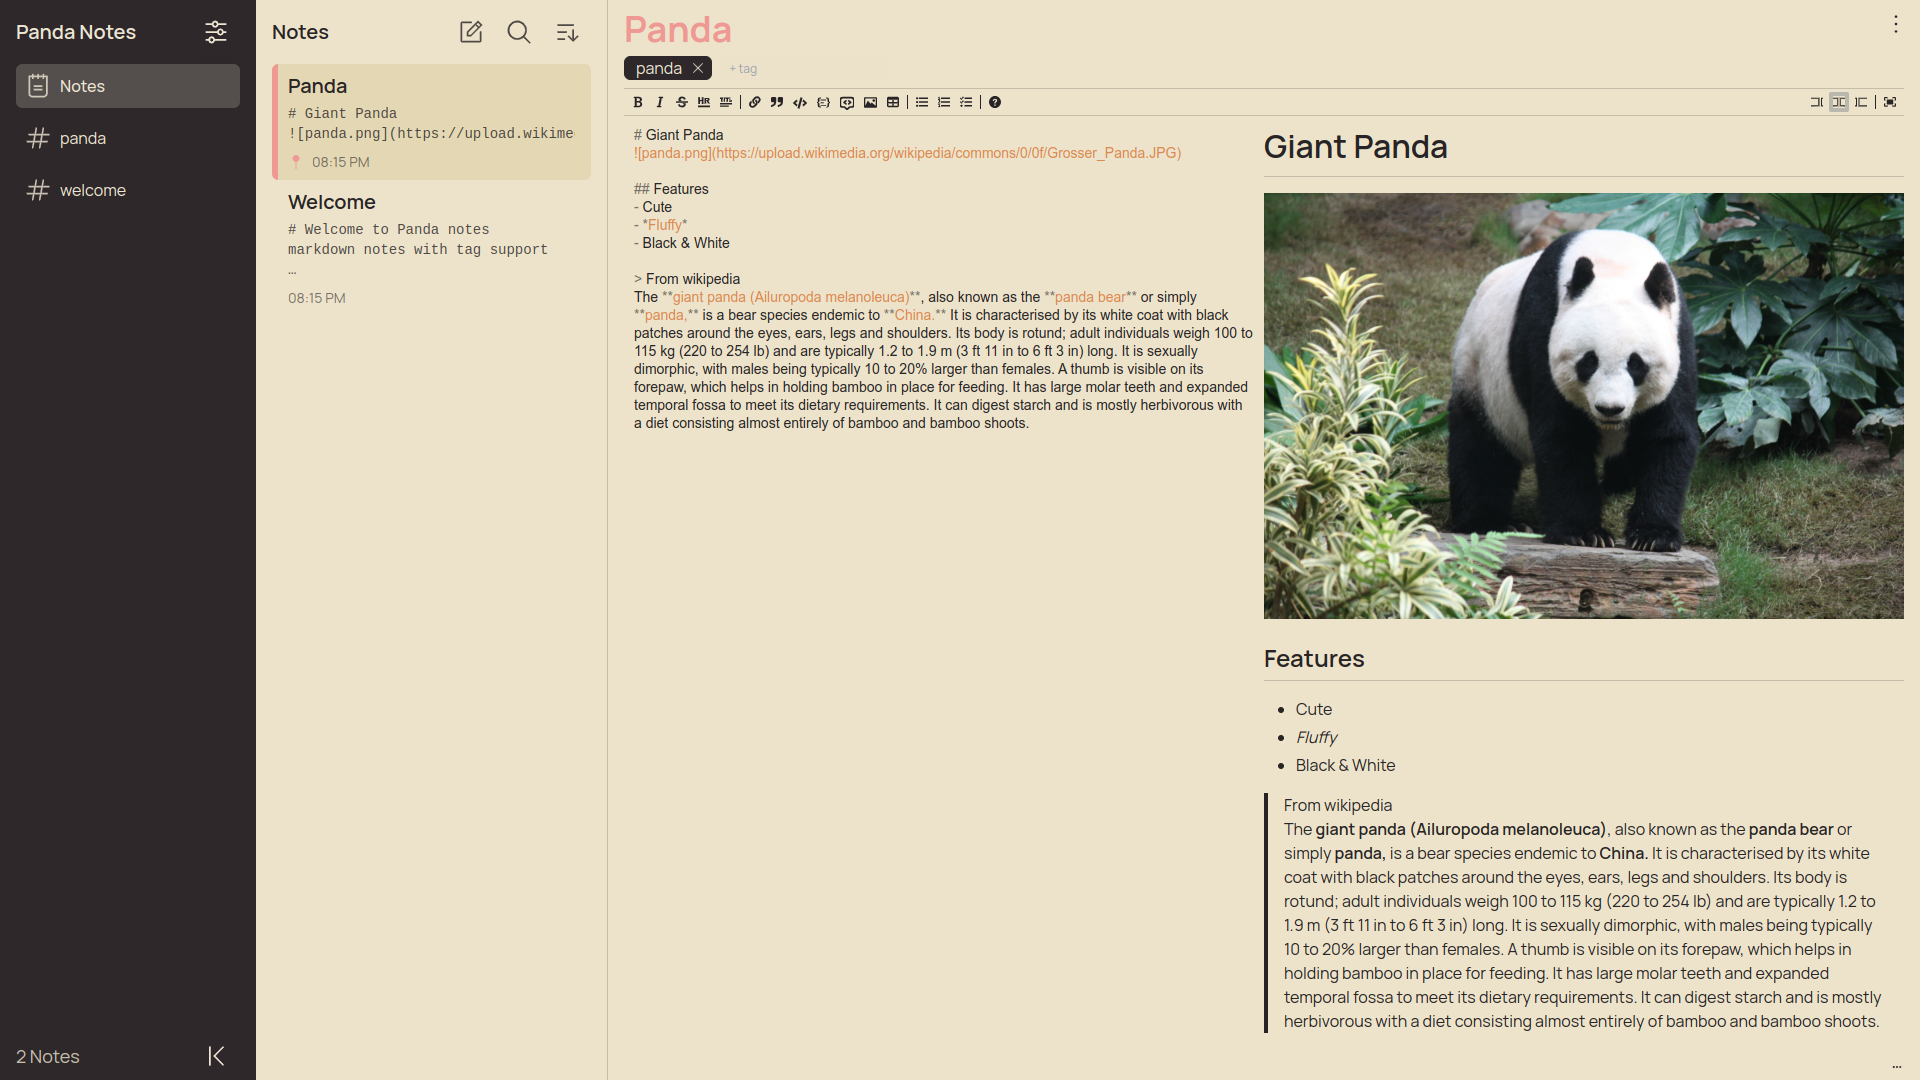 Panda Notes
Notes
panda
welcome
2 Notes
Notes
Panda
# Giant Panda
![panda.png](https://upload.wikime
08:15 PM
Welcome
# Welcome to Panda notes
markdown notes with tag support
…
08:15 PM
Panda
panda
+ tag
B I S HR TITL
# Giant Panda
![panda.png](https://upload.wikimedia.org/wikipedia/commons/0/0f/Grosser_Panda.JPG)
## Features
- Cute
- *Fluffy*
- Black & White
> From wikipedia
The **giant panda (Ailuropoda melanoleuca)**, also known as the **panda bear** or simply
**panda,** is a bear species endemic to **China.** It is characterised by its white coat with black
patches around the eyes, ears, legs and shoulders. Its body is rotund; adult individuals weigh 100 to
115 kg (220 to 254 lb) and are typically 1.2 to 1.9 m (3 ft 11 in to 6 ft 3 in) long. It is sexually
dimorphic, with males being typically 10 to 20% larger than females. A thumb is visible on its
forepaw, which helps in holding bamboo in place for feeding. It has large molar teeth and expanded
temporal fossa to meet its dietary requirements. It can digest starch and is mostly herbivorous with
a diet consisting almost entirely of bamboo and bamboo shoots.
Giant Panda
Features
Cute
Fluffy
Black & White
From wikipedia
The giant panda (Ailuropoda melanoleuca), also known as the panda bear or
simply panda, is a bear species endemic to China. It is characterised by its white
coat with black patches around the eyes, ears, legs and shoulders. Its body is
rotund; adult individuals weigh 100 to 115 kg (220 to 254 lb) and are typically 1.2 to
1.9 m (3 ft 11 in to 6 ft 3 in) long. It is sexually dimorphic, with males being typically
10 to 20% larger than females. A thumb is visible on its forepaw, which helps in
holding bamboo in place for feeding. It has large molar teeth and expanded
temporal fossa to meet its dietary requirements. It can digest starch and is mostly
herbivorous with a diet consisting almost entirely of bamboo and bamboo shoots.